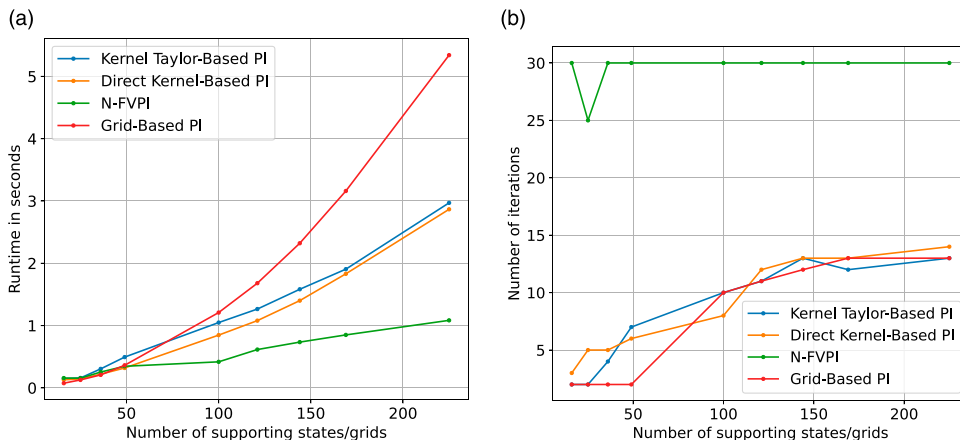 (a)
Runtime in seconds
5
4
3
2
1
0
Kernel Taylor-Based PI
Direct Kernel-Based PI
N-FVPI
Grid-Based PI
50
100
150
200
Number of supporting states/grids
(b)
Number of iterations
30
25
20
15
10
5
Kernel Taylor-Based PI
Direct Kernel-Based PI
N-FVPI
Grid-Based PI
50
100
150
200
Number of supporting states/grids